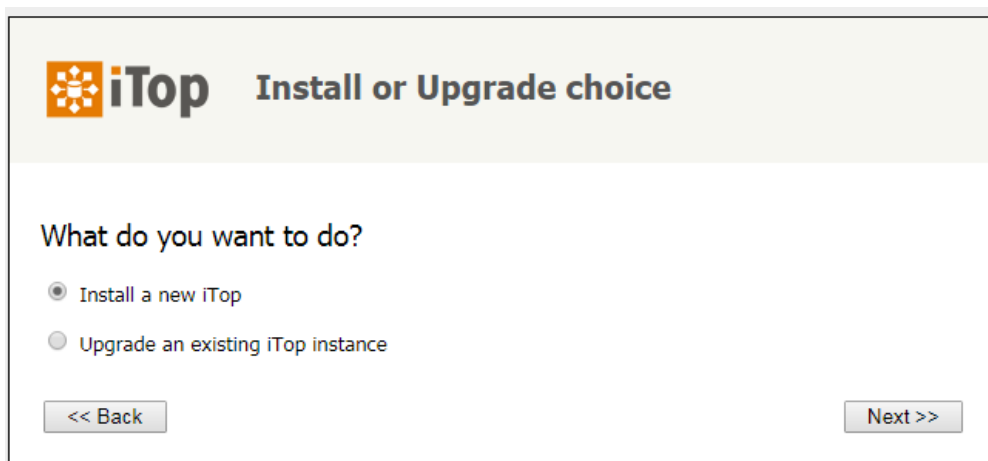 iTop Install or Upgrade choice
What do you want to do?
Install a new iTop
Upgrade an existing iTop instance
<< Back Next >>